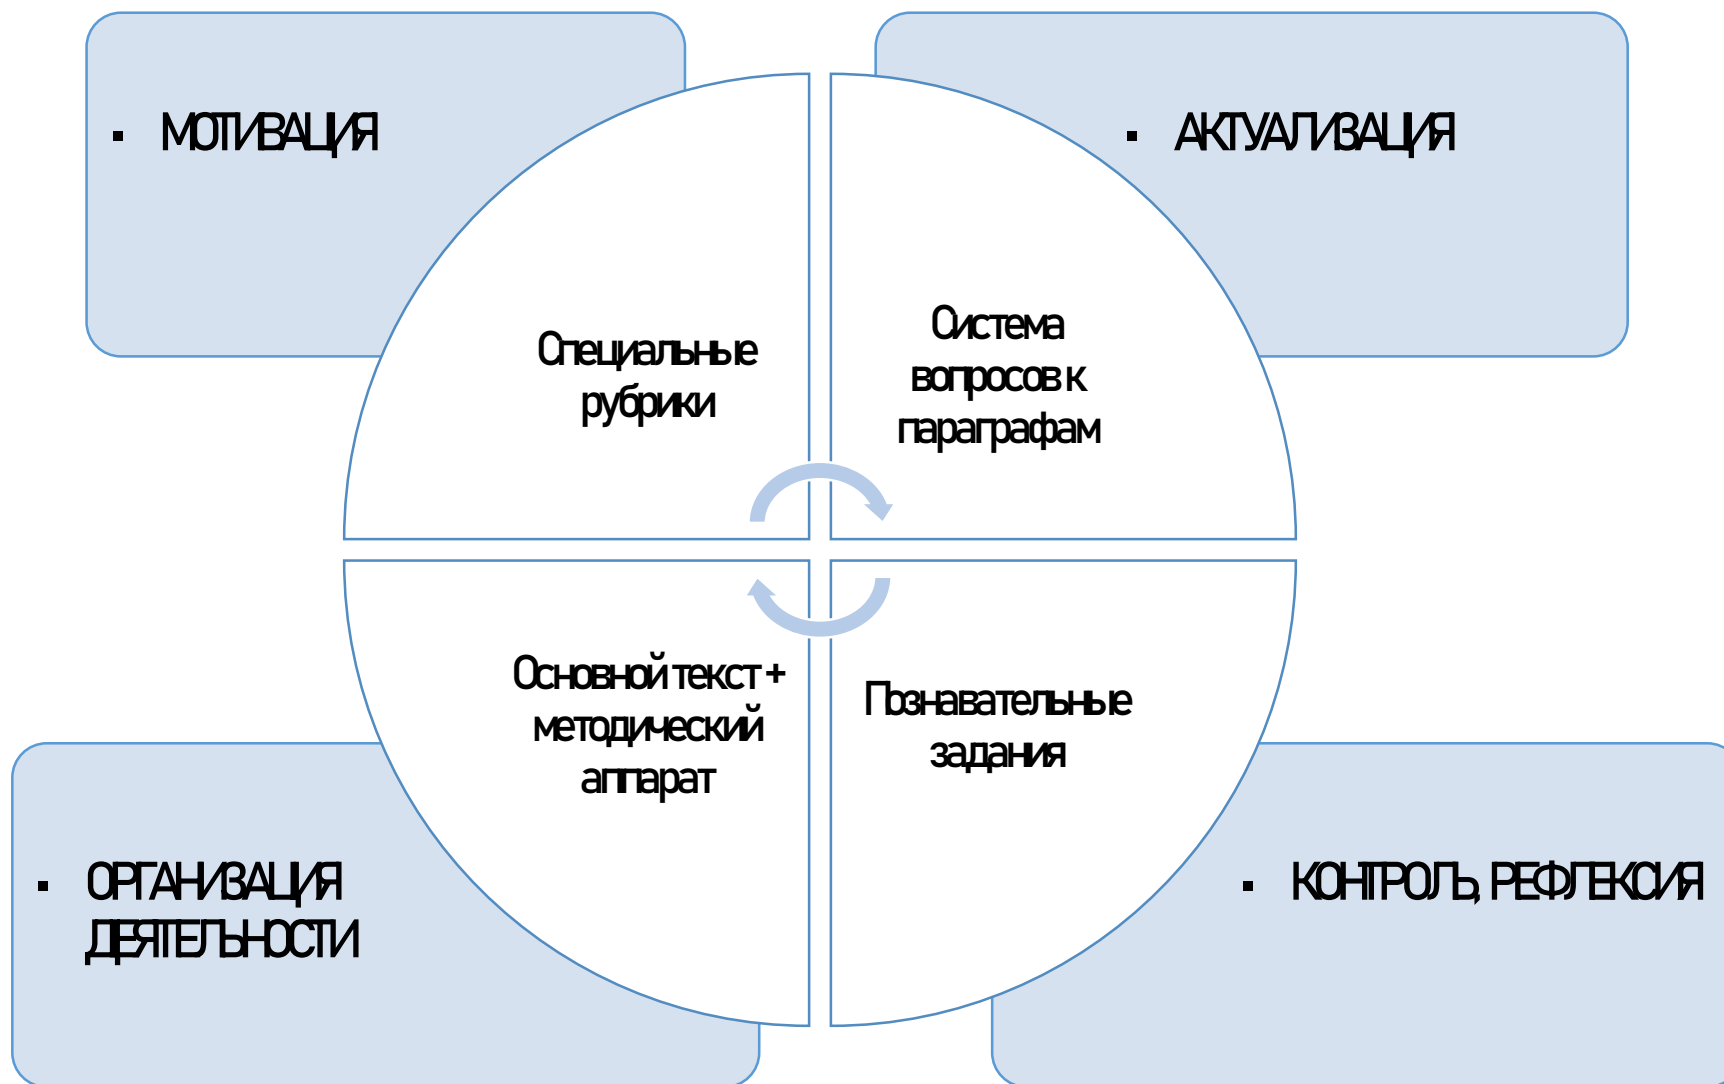 ▪ МОТИВАЦИЯ
▪ АКТУАЛИЗАЦИЯ
Специальные
рубрики
Система
вопросов к
параграфам
Основной текст +
методический
аппарат
Познавательные
задания
▪ ОРГАНИЗАЦИЯ
ДЕЯТЕЛЬНОСТИ
▪ КОНТРОЛЬ, РЕФЛЕКСИЯ